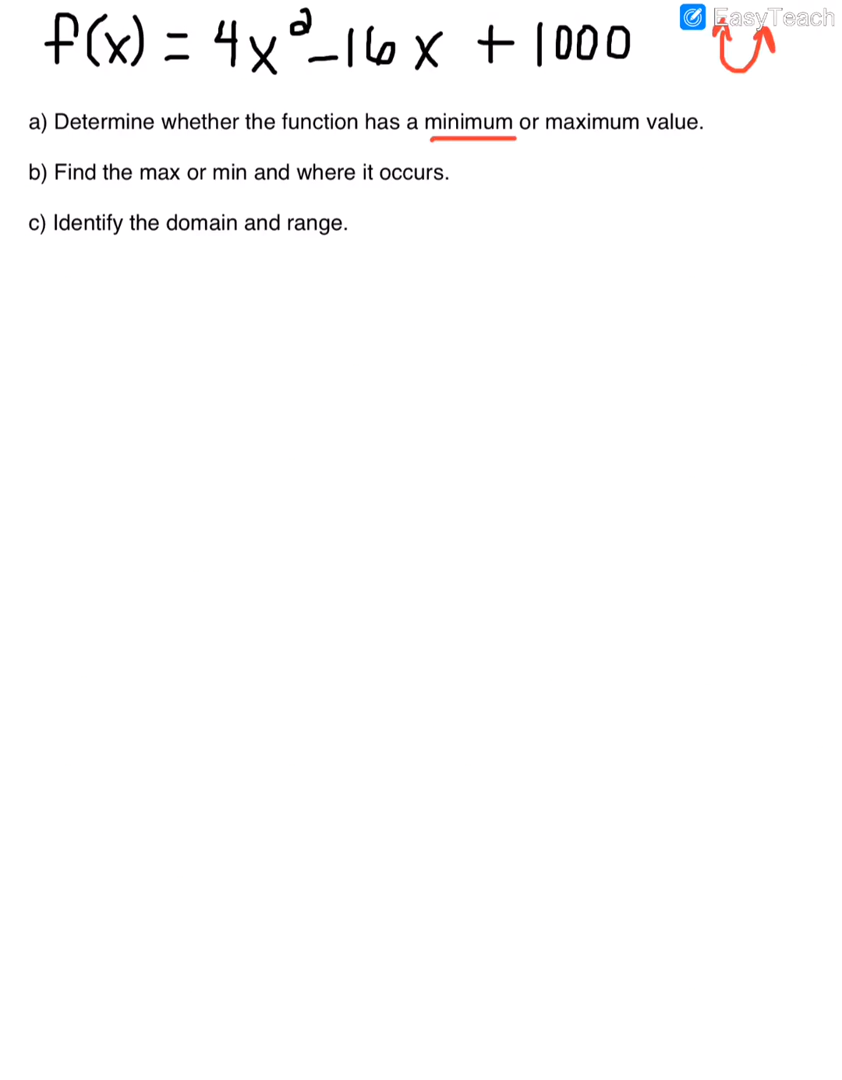 f(x) = 4x²-16x + 1000
EasyTeach
a) Determine whether the function has a minimum or maximum value.
b) Find the max or min and where it occurs.
c) Identify the domain and range.